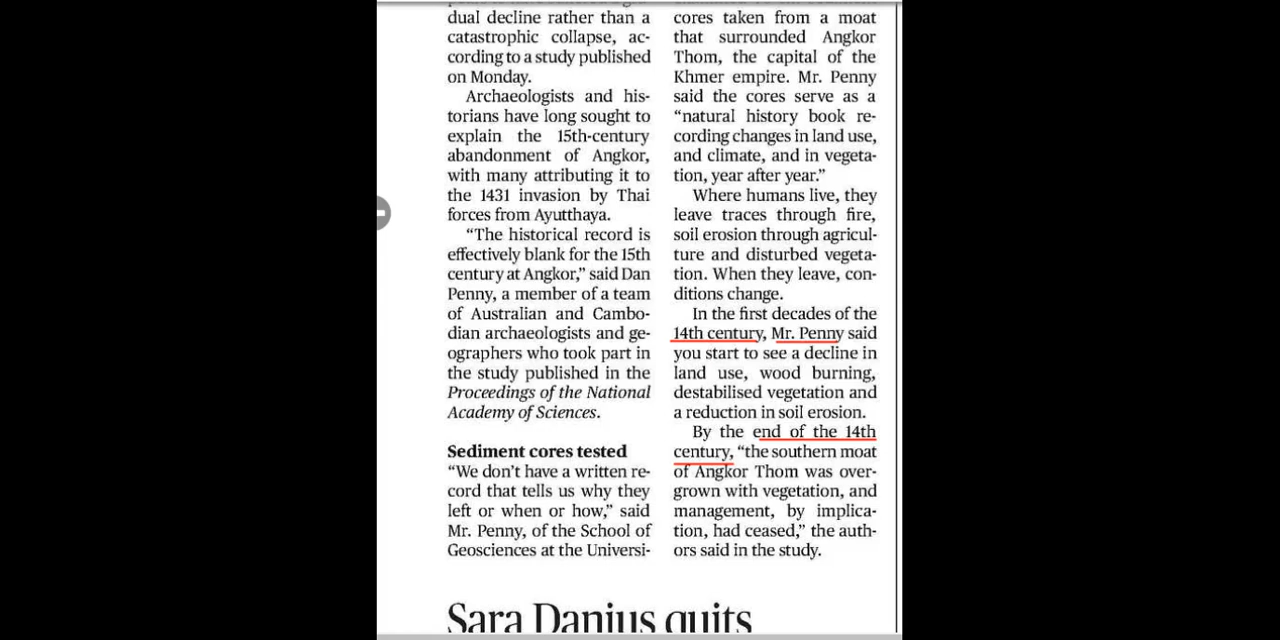 dual decline rather than a
catastrophic collapse, ac-
cording to a study published
on Monday.
Archaeologists and his-
torians have long sought to
explain the 15th-century
abandonment of Angkor,
with many attributing it to
the 1431 invasion by Thai
forces from Ayutthaya.
“The historical record is
effectively blank for the 15th
century at Angkor,” said Dan
Penny, a member of a team
of Australian and Cambo-
dian archaeologists and ge-
ographers who took part in
the study published in the
Proceedings of the National
Academy of Sciences.
Sediment cores tested
“We don’t have a written re-
cord that tells us why they
left or when or how,” said
Mr. Penny, of the School of
Geosciences at the Universi-
cores taken from a moat
that surrounded Angkor
Thom, the capital of the
Khmer empire. Mr. Penny
said the cores serve as a
“natural history book re-
cording changes in land use,
and climate, and in vegeta-
tion, year after year.”
Where humans live, they
leave traces through fire,
soil erosion through agricul-
ture and disturbed vegeta-
tion. When they leave, con-
ditions change.
In the first decades of the
14th century, Mr. Penny said
you start to see a decline in
land use, wood burning,
destabilised vegetation and
a reduction in soil erosion.
By the end of the 14th
century, “the southern moat
of Angkor Thom was over-
grown with vegetation, and
management, by implica-
tion, had ceased,” the auth-
ors said in the study.
Sara Danius quits